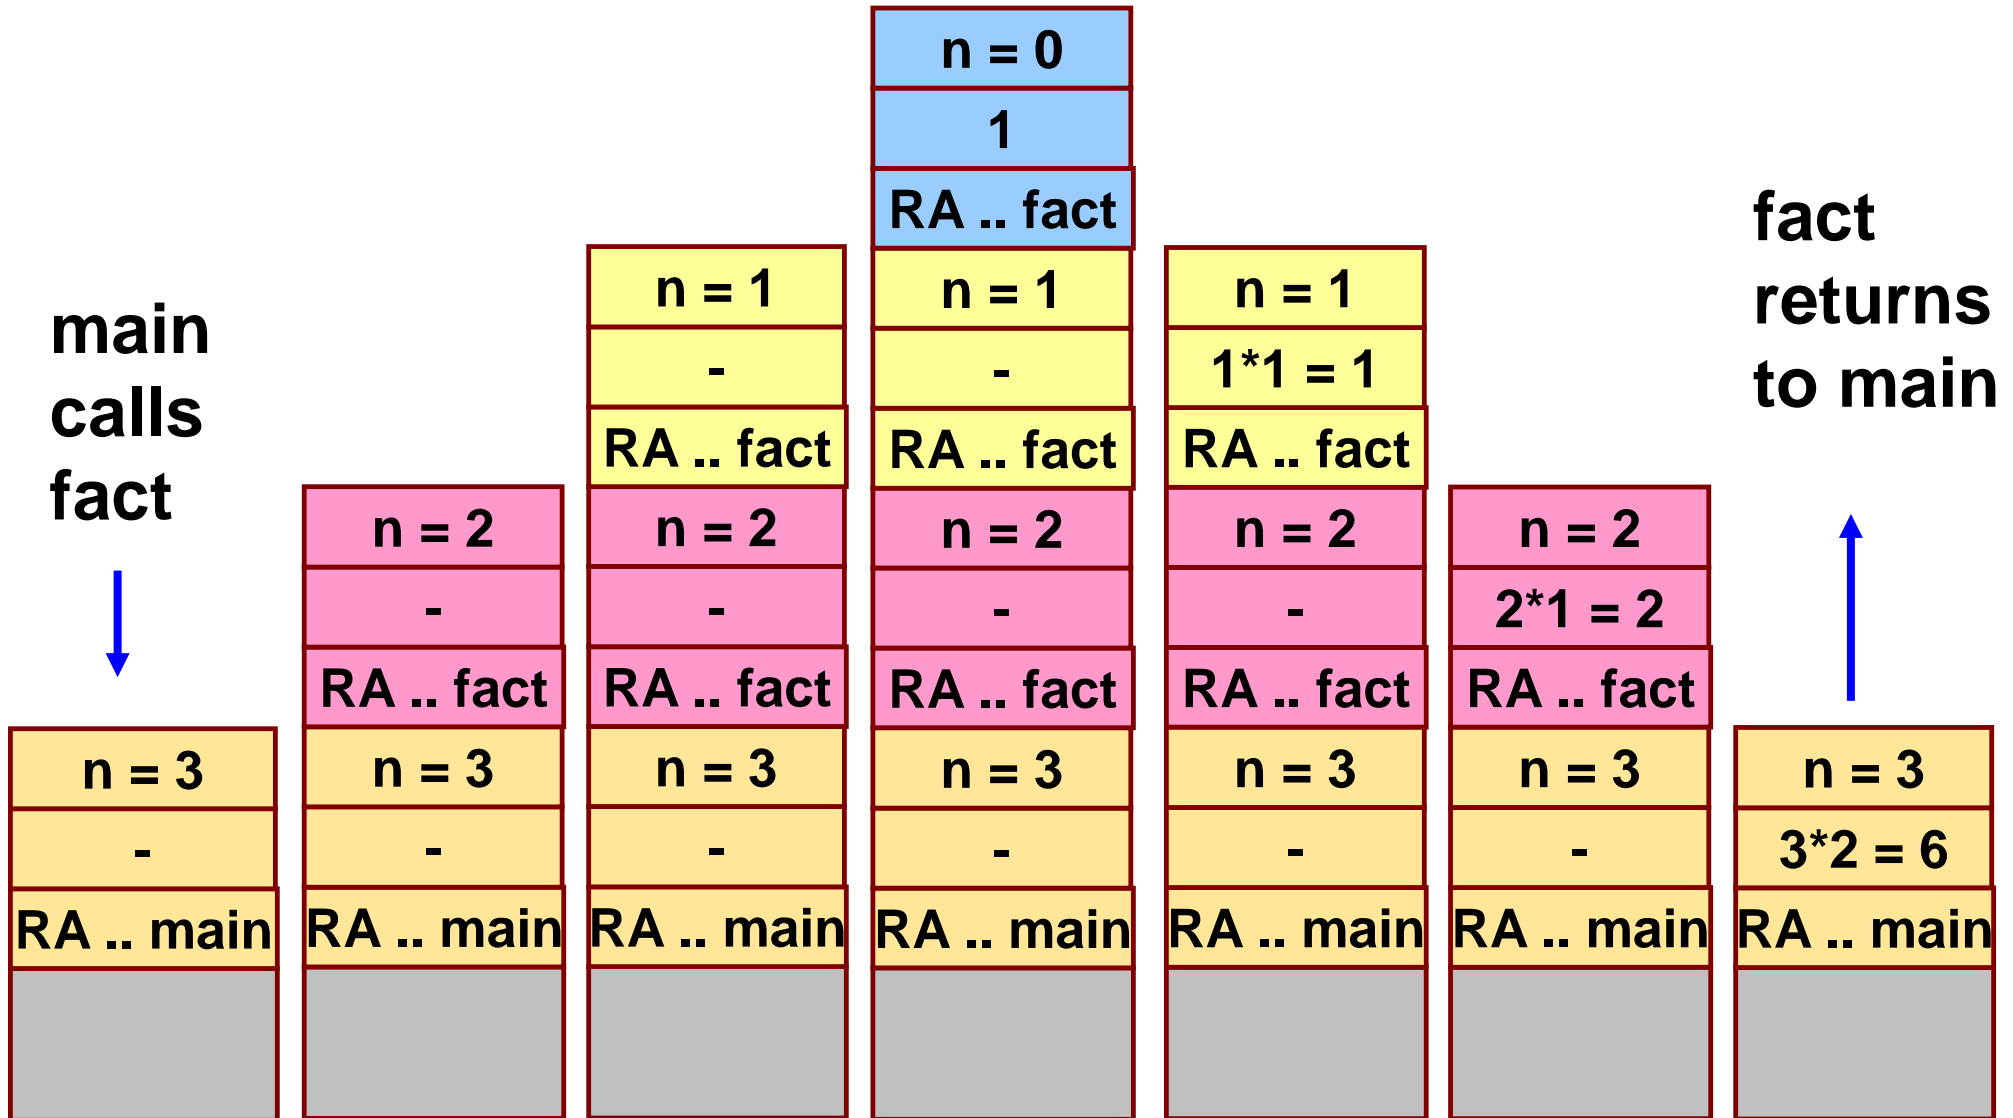 main
calls
fact
n = 3
-
RA .. main
n = 2
-
RA .. fact
n = 3
-
RA .. main
n = 1
-
RA .. fact
n = 2
-
RA .. fact
n = 3
-
RA .. main
n = 0
1
RA .. fact
n = 1
-
RA .. fact
n = 2
-
RA .. fact
n = 3
-
RA .. main
n = 1
1*1 = 1
RA .. fact
n = 2
-
RA .. fact
n = 3
-
RA .. main
n = 2
2*1 = 2
RA .. fact
n = 3
-
RA .. main
fact
returns
to main
n = 3
3*2 = 6
RA .. main